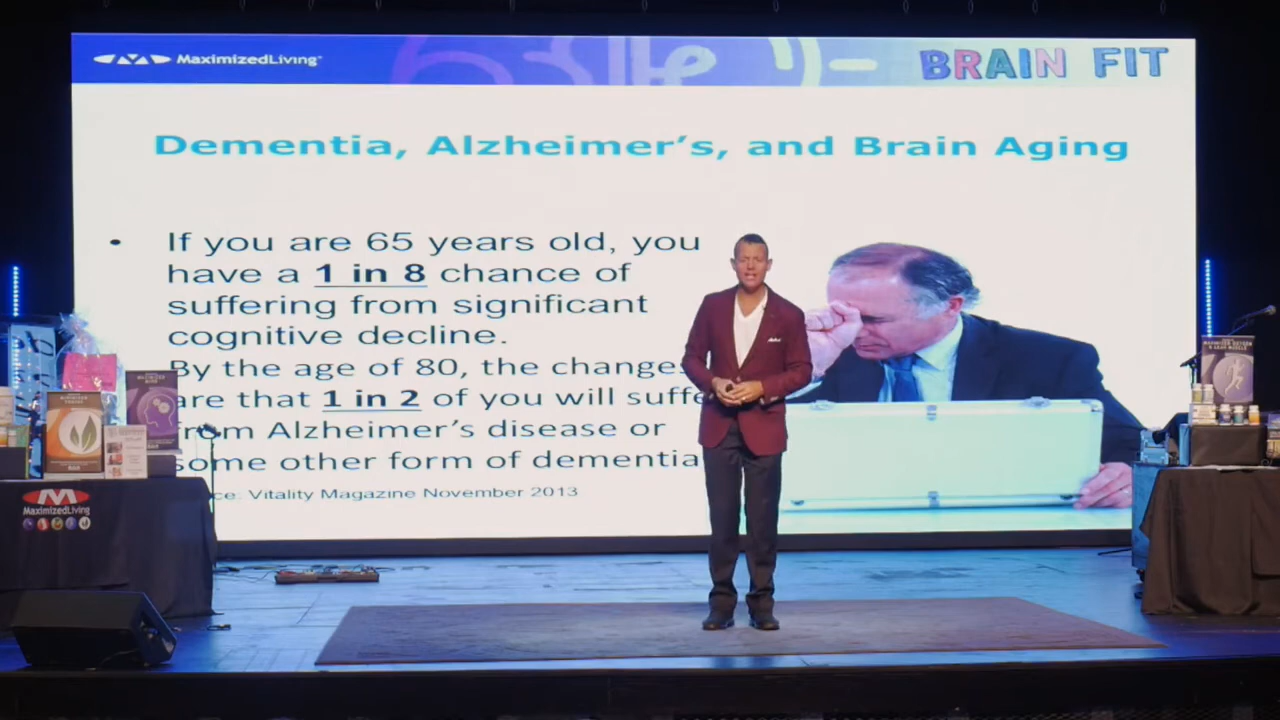 MaximizedLiving
BRAIN FIT
Dementia, Alzheimer's, and Brain Aging
• If you are 65 years old, you
have a 1 in 8 chance of
suffering from significant
cognitive decline.
By the age of 80, the changes
are that 1 in 2 of you will suffe
from Alzheimer's disease or
some other form of dementia
ce: Vitality Magazine November 2013
MaximizedLiving